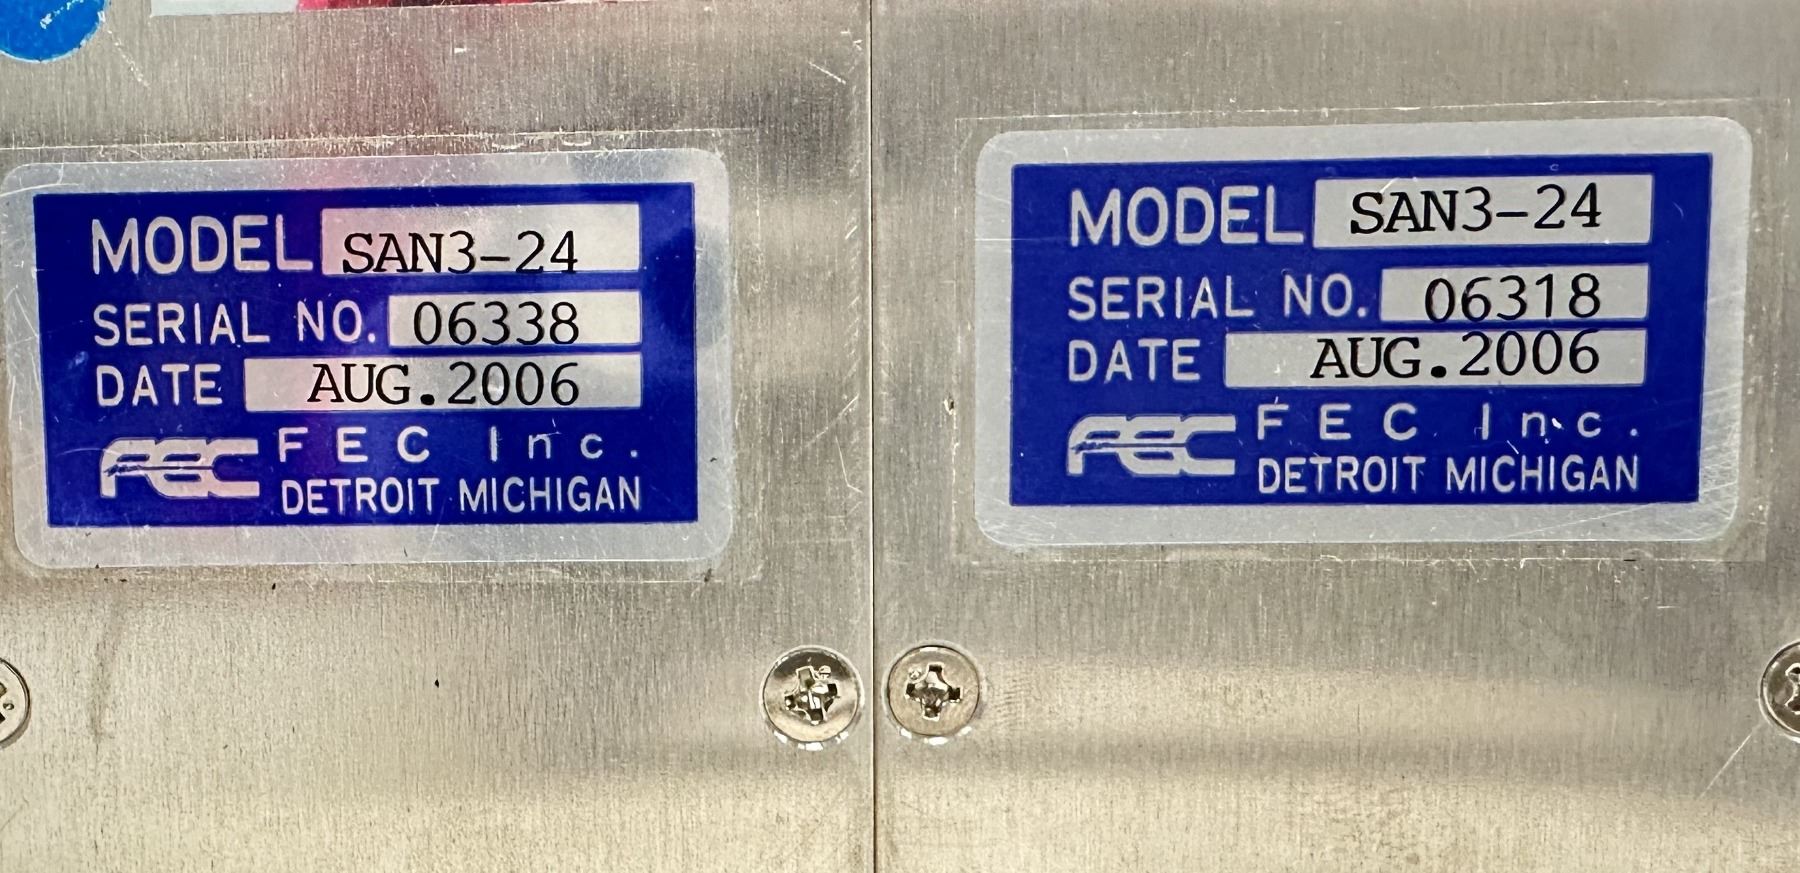 MODEL SAN3-24
SERIAL NO. 06338
DATE AUG.2006
FEC FEC Inc.
DETROIT MICHIGAN
MODEL SAN3-24
SERIAL NO. 06318
DATE AUG.2006
FEC FEC Inc.
DETROIT MICHIGAN